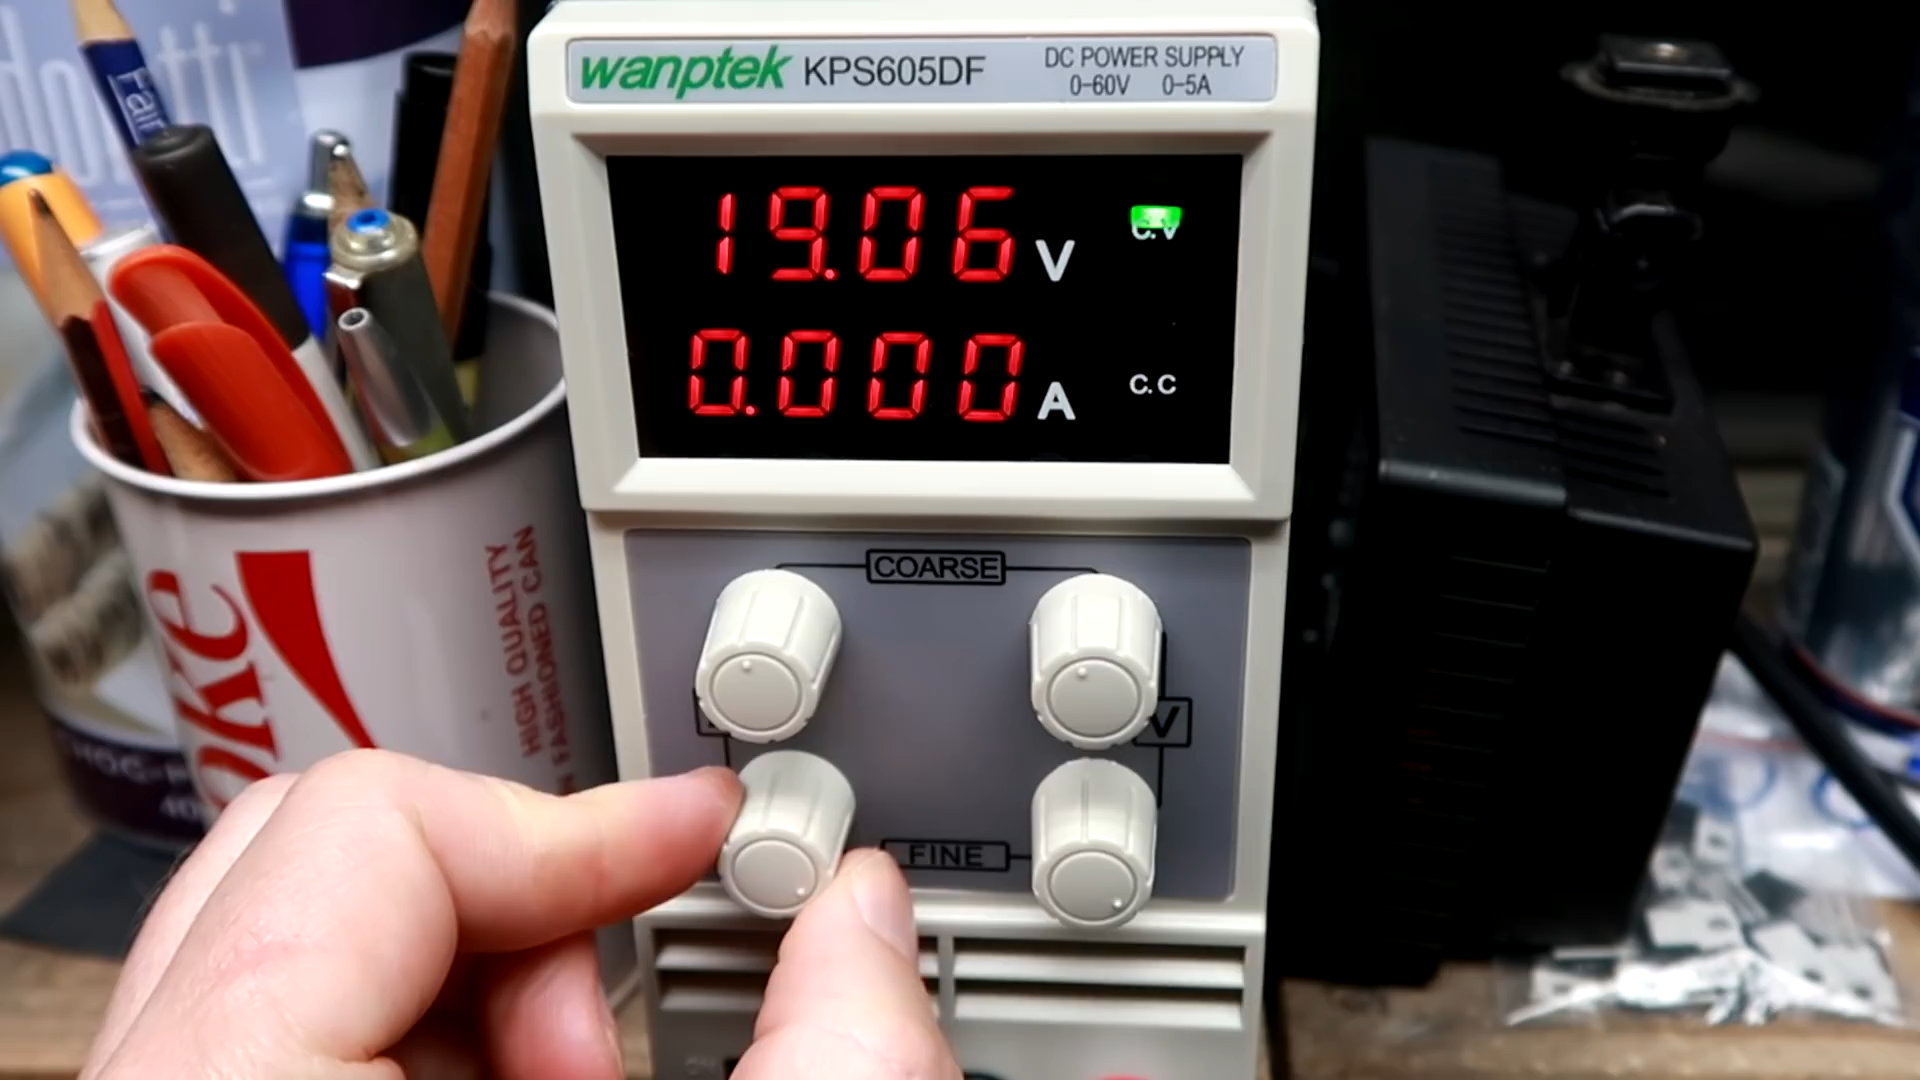 wanptek KPS605DF
DC POWER SUPPLY
0-60V 0-5A
19.06 V
C.V
0.000 A
C.C
COARSE
V
FINE
oke
HIGH QUALITY
FASHIONED CAN